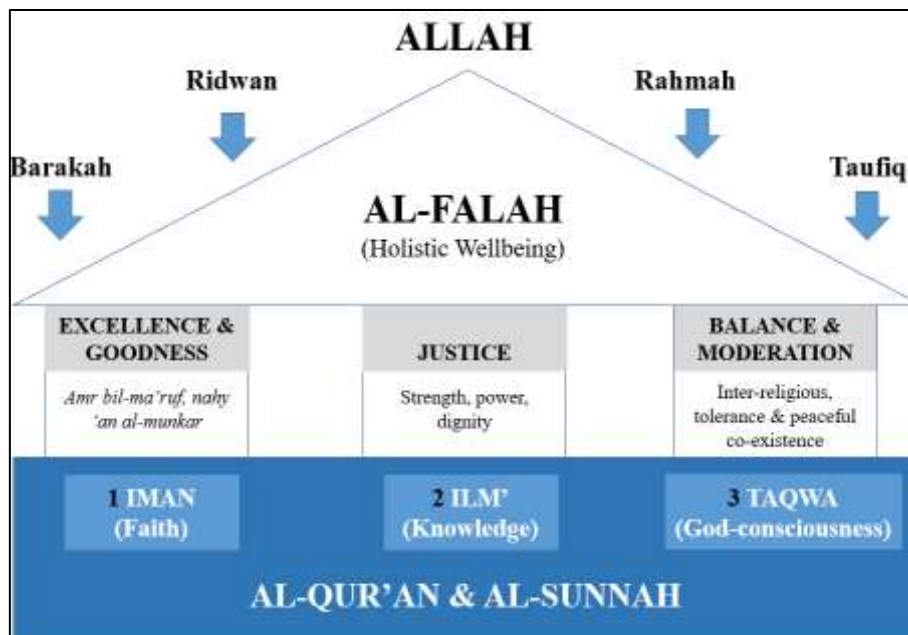 ALLAH
Ridwan
Rahmah
Barakah
Taufiq
AL-FALAH
(Holistic Wellbeing)
EXCELLENCE &
GOODNESS
Amr bil-ma’ruf, nahy
‘an al-munkar
JUSTICE
Strength, power,
dignity
BALANCE &
MODERATION
Inter-religious,
tolerance & peaceful
co-existence
1 IMAN
(Faith)
2 ILM’
(Knowledge)
3 TAQWA
(God-consciousness)
AL-QUR’AN & AL-SUNNAH